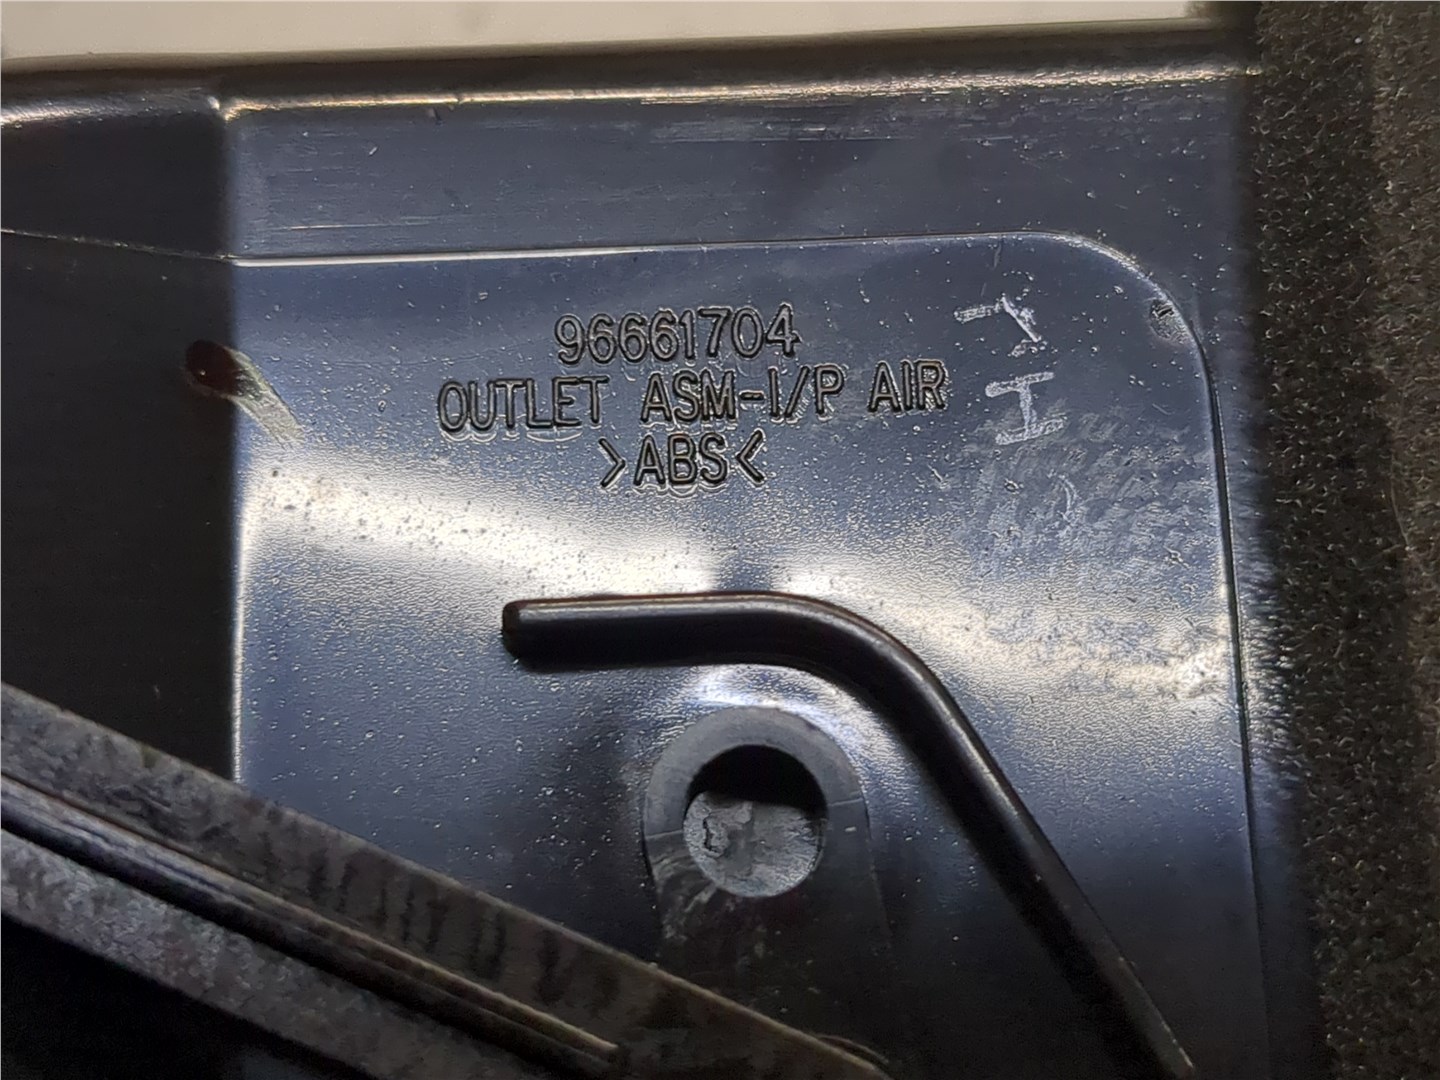 96661704
OUTLET ASM-I/P AIR
>ABS<